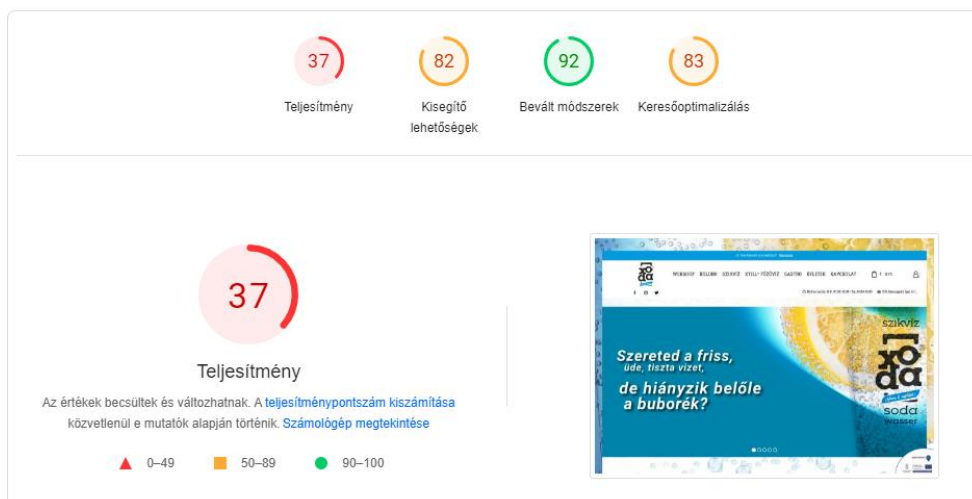 37
82
92
83
Teljesítmény
Kisegítő
lehetőségek
Bevált módszerek
Keresőoptimalizálás
37
Teljesítmény
Az értékek becsültek és változhatnak. A teljesítménypontszám kiszámítása
közvetlenül e mutatók alapján történik. Számológép megtekintése
0–49
50–89
90–100
WEBSHOP
SZIKVÍZ
GASTRO
KAPCSOLAT
Szereted a friss,
üde, tiszta vizet,
de hiányzik belőle
a buborék?
szikvíz
xoda
soda
wasser